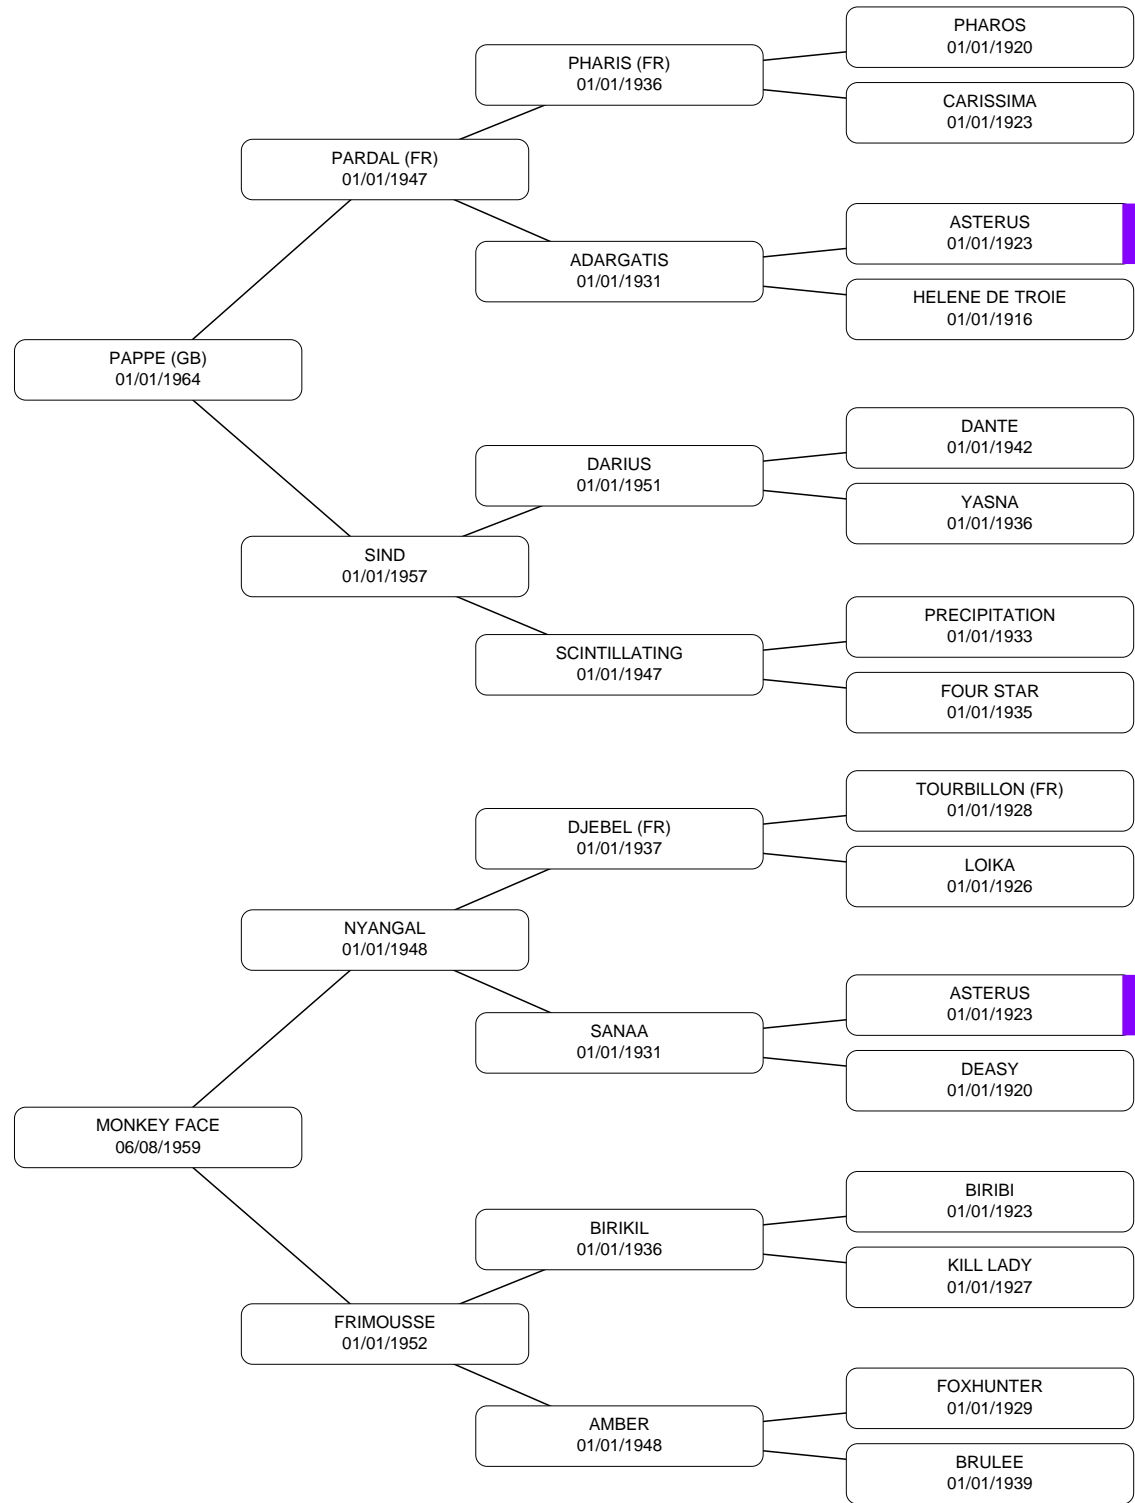 PHAROS
01/01/1920
PHARIS (FR)
01/01/1936
CARISSIMA
01/01/1923
PARDAL (FR)
01/01/1947
ASTERUS
01/01/1923
ADARGATIS
01/01/1931
HELENE DE TROIE
01/01/1916
PAPPE (GB)
01/01/1964
DANTE
01/01/1942
DARIUS
01/01/1951
YASNA
01/01/1936
SIND
01/01/1957
PRECIPITATION
01/01/1933
SCINTILLATING
01/01/1947
FOUR STAR
01/01/1935
TOURBILLON (FR)
01/01/1928
DJEBEL (FR)
01/01/1937
LOIKA
01/01/1926
NYANGAL
01/01/1948
ASTERUS
01/01/1923
SANAA
01/01/1931
DEASY
01/01/1920
MONKEY FACE
06/08/1959
BIRIBI
01/01/1923
BIRIKIL
01/01/1936
KILL LADY
01/01/1927
FRIMOUSSE
01/01/1952
FOXHUNTER
01/01/1929
AMBER
01/01/1948
BRULEE
01/01/1939